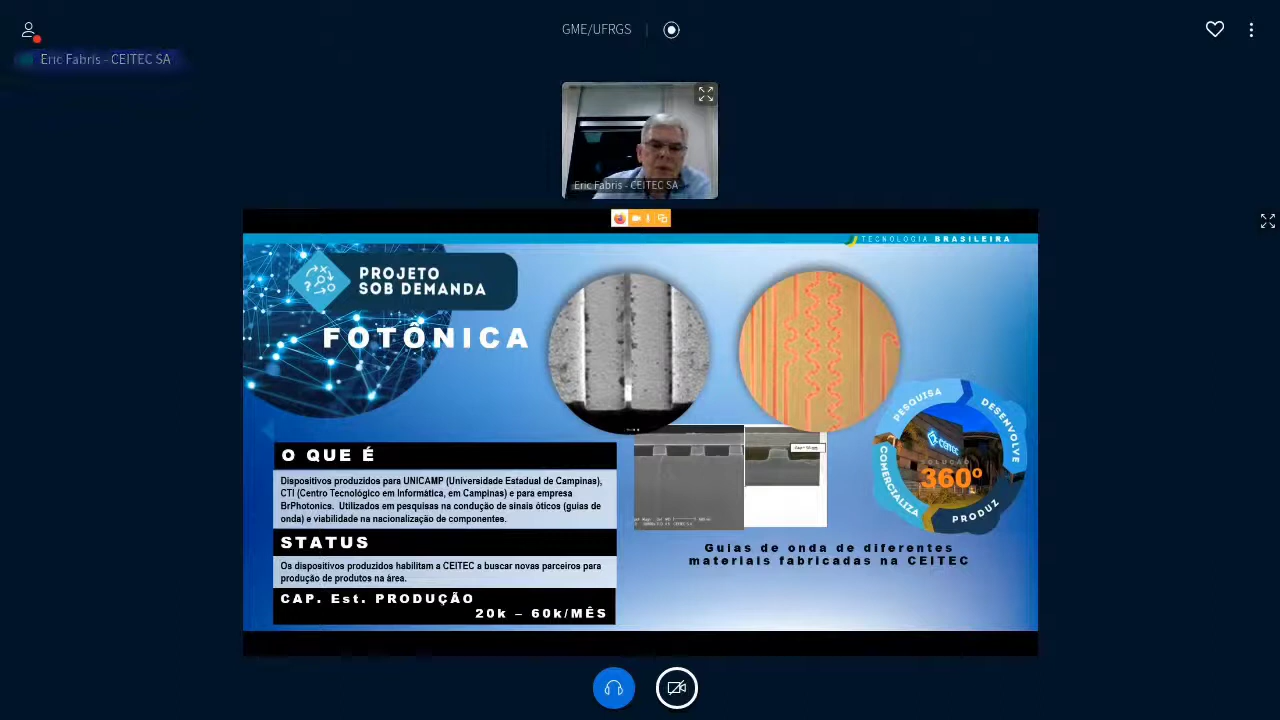 GME/UFRGS
Eric Fabris - CEITEC SA
Eric Fabris - CEITEC SA
TECNOLOGIA BRASILEIRA
PROJETO
SOB DEMANDA
FOTÔNICA
O QUE É
Dispositivos produzidos para UNICAMP (Universidade Estadual de Campinas),
CTI (Centro Tecnológico em Informática, em Campinas) e para empresa
BrPhotonics. Utilizados em pesquisas na condução de sinais óticos (guias de
onda) e viabilidade na nacionalização de componentes.
STATUS
Os dispositivos produzidos habilitam a CEITEC a buscar novas parceiros para
produção de produtos na área.
CAP. Est. PRODUÇÃO
20k – 60k/MÊS
Guias de onda de diferentes
materiais fabricadas na CEITEC
PESQUISA
DESENVOLVE
PRODUZ
COMERCIALIZA
CEITEC
SOLUÇÃO
360º